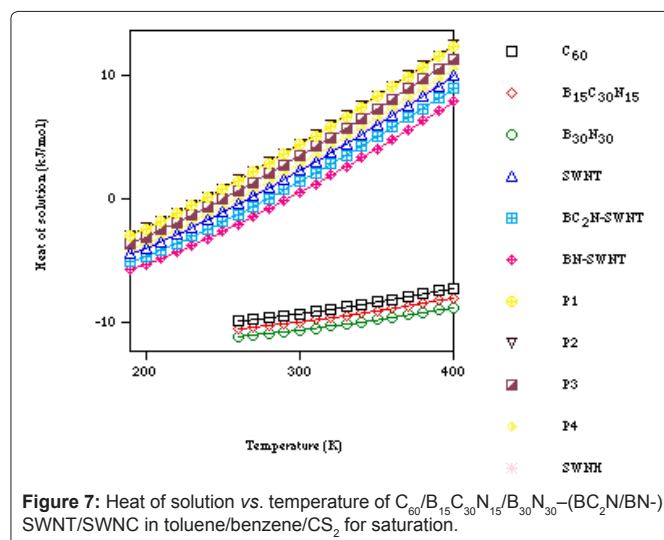 10
0
-10
Heat of solution (kJ/mol)
200
300
400
Temperature (K)
C60
B15C30N15
B30N30
SWNT
BC2N-SWNT
BN-SWNT
P1
P2
P3
P4
SWNH
Figure 7: Heat of solution vs. temperature of C60/B15C30N15/B30N30–(BC2N/BN-)
SWNT/SWNC in toluene/benzene/CS2 for saturation.